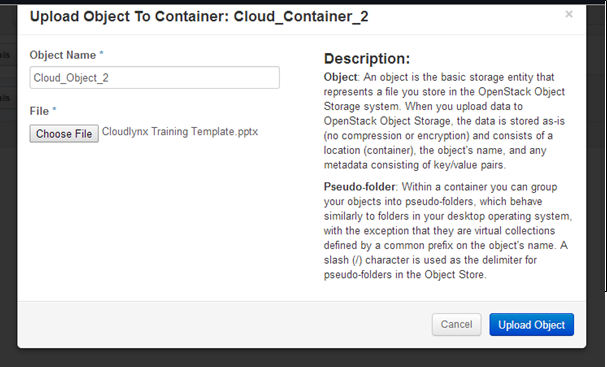 Upload Object To Container: Cloud_Container_2
×
Object Name *
Cloud_Object_2
File *
Choose File Cloudlynx Training Template.pptx
Description:
Object: An object is the basic storage entity that
represents a file you store in the OpenStack Object
Storage system. When you upload data to
OpenStack Object Storage, the data is stored as-is
(no compression or encryption) and consists of a
location (container), the object's name, and any
metadata consisting of key/value pairs.
Pseudo-folder: Within a container you can group
your objects into pseudo-folders, which behave
similarly to folders in your desktop operating system,
with the exception that they are virtual collections
defined by a common prefix on the object's name. A
slash (/) character is used as the delimiter for
pseudo-folders in the Object Store.
Cancel
Upload Object